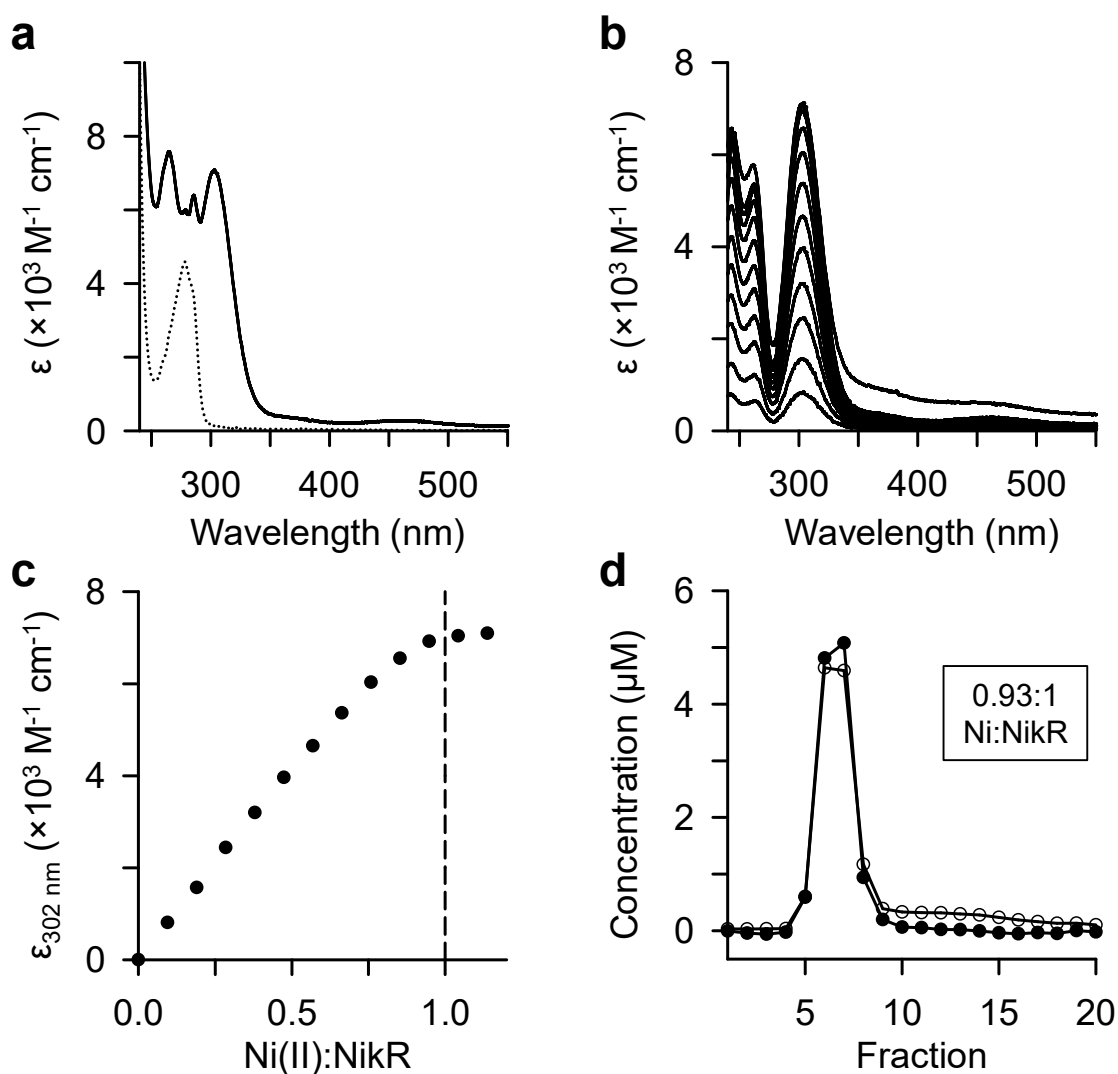 a
ε (×10³ M⁻¹ cm⁻¹)
8
4
0
300
400
500
Wavelength (nm)
b
ε (×10³ M⁻¹ cm⁻¹)
8
4
0
300
400
500
Wavelength (nm)
c
ε302 nm (×10³ M⁻¹ cm⁻¹)
8
4
0
0.0
0.5
1.0
Ni(II):NikR
d
Concentration (μM)
6
4
2
0
0.93:1
Ni:NikR
5
10
15
20
Fraction